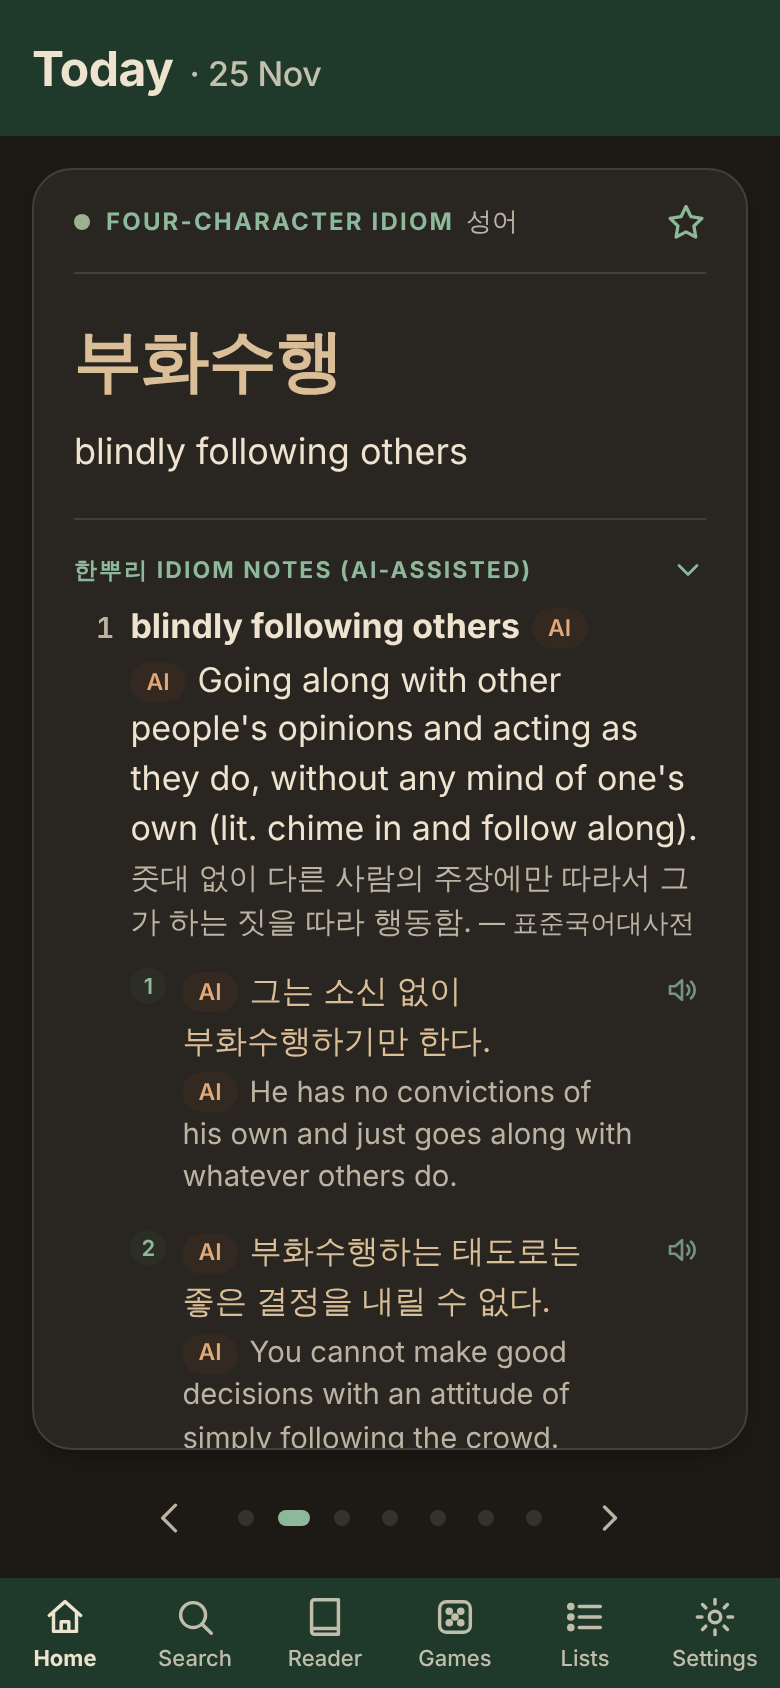 Today · 25 Nov
FOUR-CHARACTER IDIOM 성어
부화수행
blindly following others
한뿌리 IDIOM NOTES (AI-ASSISTED)
1 blindly following others AI
AI Going along with other
people's opinions and acting as
they do, without any mind of one's
own (lit. chime in and follow along).
줏대 없이 다른 사람의 주장에만 따라서 그
가 하는 짓을 따라 행동함. — 표준국어대사전
1 AI 그는 소신 없이
부화수행하기만 한다.
AI He has no convictions of
his own and just goes along with
whatever others do.
2 AI 부화수행하는 태도로는
좋은 결정을 내릴 수 없다.
AI You cannot make good
decisions with an attitude of
simply following the crowd.
Home Search Reader Games Lists Settings